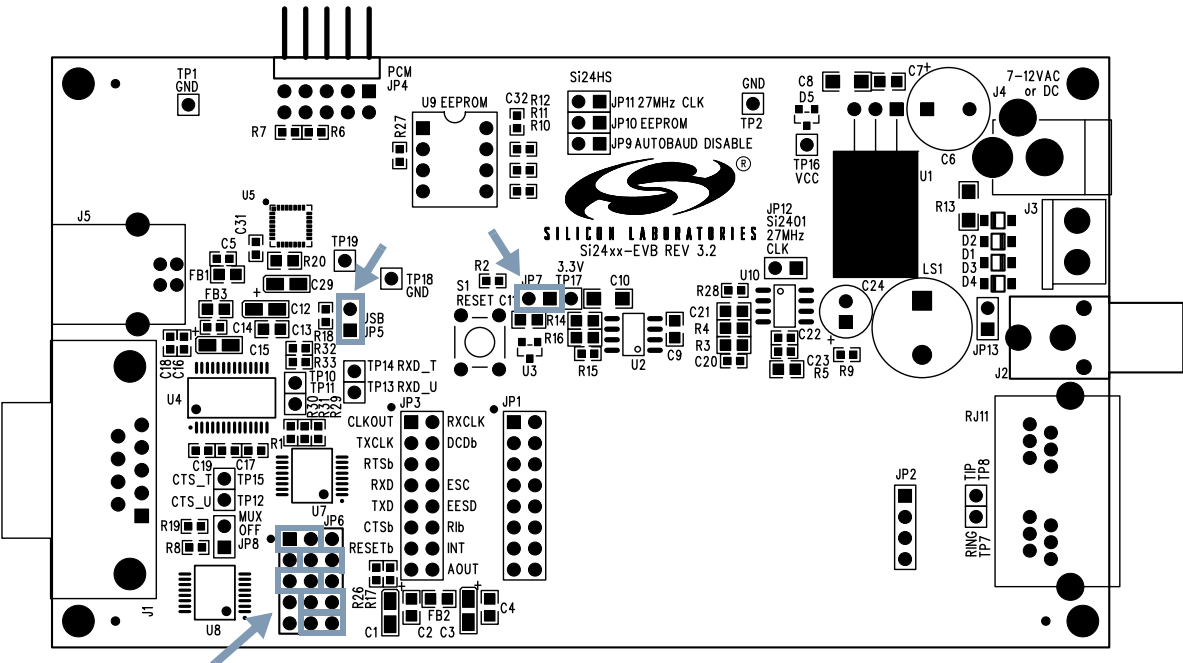 TP1
GND
PCM
JP4
R7
R6
R27
U9 EEPROM
C32
R12
R11
R10
Si24HS
JP11 27MHz CLK
JP10 EEPROM
JP9 AUTOBAUD DISABLE
GND
TP2
C8
D5
TP16
VCC
C7
+
C6
7-12VAC
or DC
J4
U1
R13
J3
®
SILICON LABORATORIES
Si24xx-EVB REV 3.2
JP12
Si2401
27MHz
CLK
D2
D1
D3
D4
J5
U5
C31
C5
FB1
R20
C29
TP19
TP18
GND
FB3
+
C12
C14
C13
+
C15
C18
C16
R18
USB
JP5
R32
R33
R2
S1
RESET
JP7
3.3V
TP17
C10
C11
R14
R16
R15
U3
U2
C9
U10
R28
C21
R4
R3
C20
C24
+
LS1
C22
C23
R5
R9
JP13
J2
U4
TP10
TP11
TP14 RXD_T
TP13 RXD_U
R30
R31
R29
R1
C19
C17
CTS_T
TP15
CTS_U
TP12
MUX
OFF
JP8
R19
R8
U7
JP6
U8
J1
JP3
JP1
CLKOUT
RXCLK
TXCLK
DCDb
RTSb
RXD
ESC
TXD
EESD
CTSb
RIb
RESETb
INT
AOUT
R26
R17
+
C1
C2
FB2
C3
+
C4
JP2
RJ11
TIP
TP8
RING
TP7